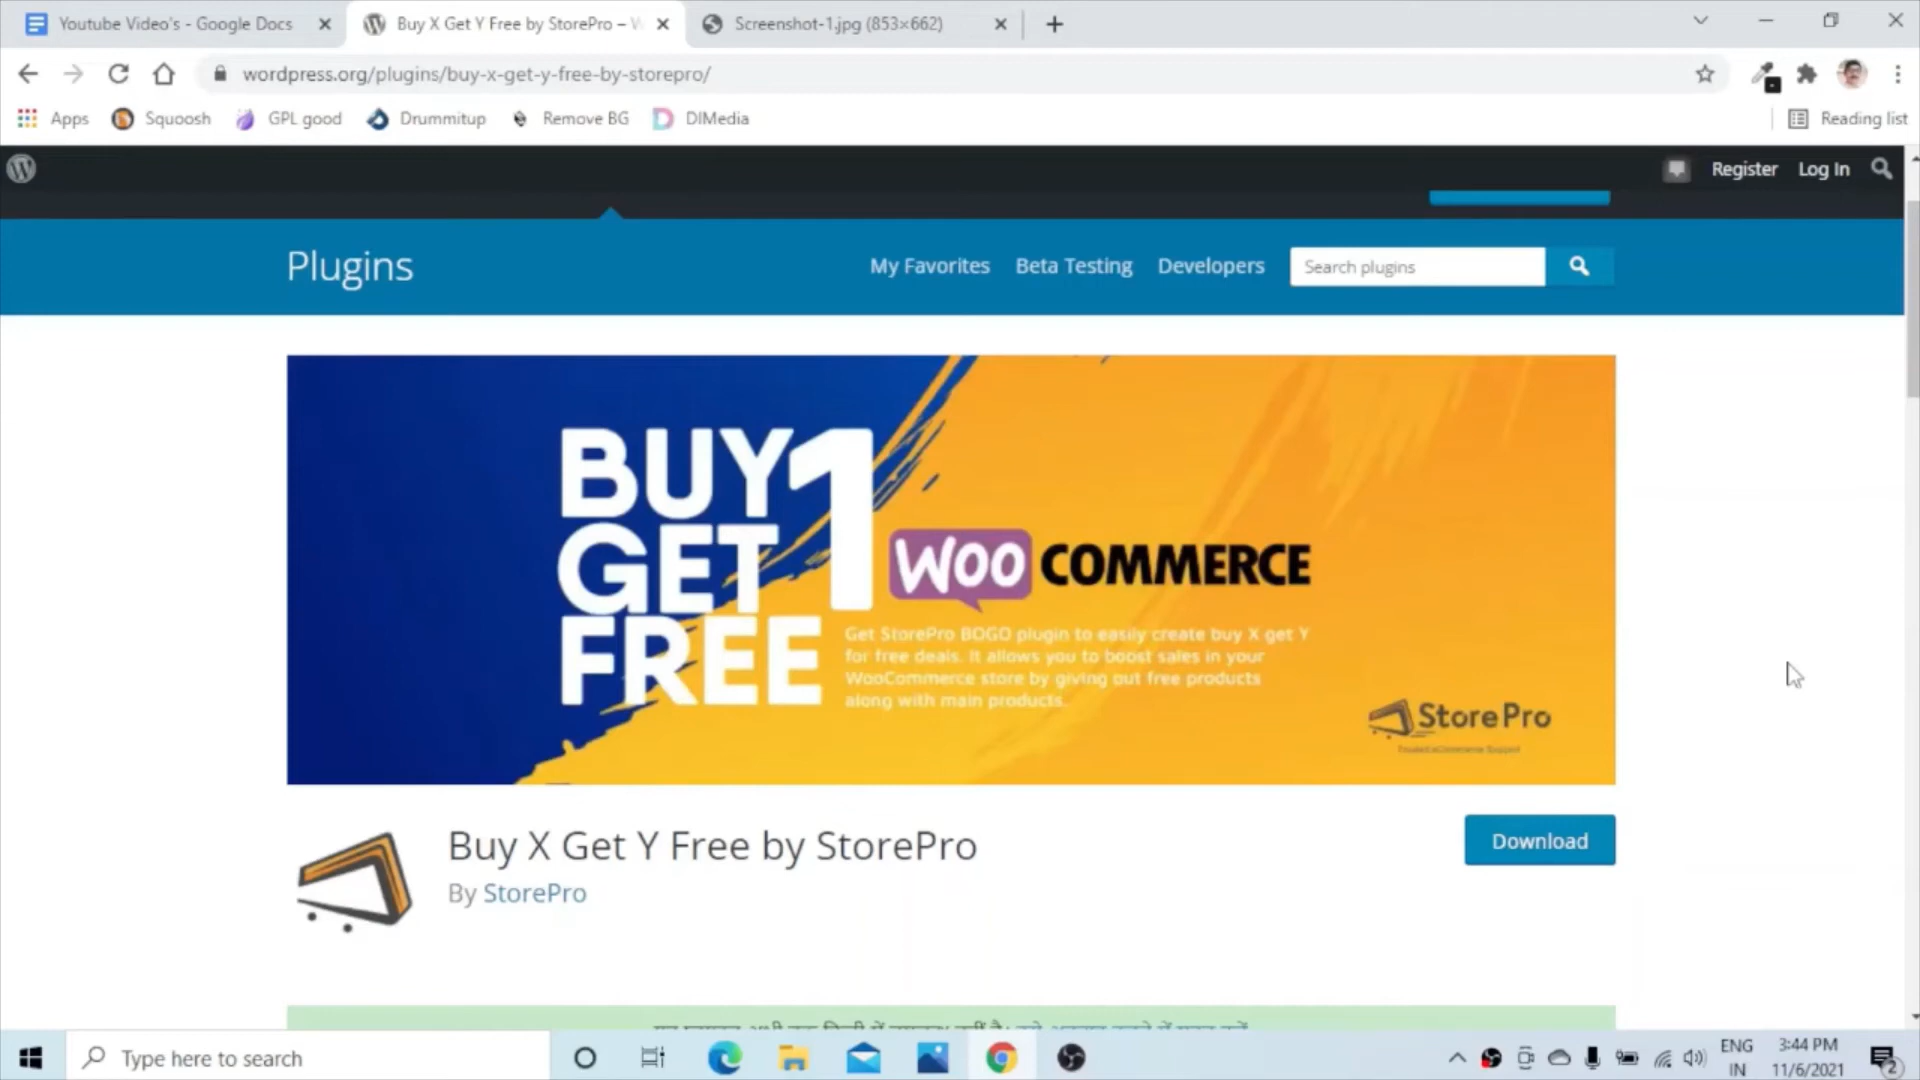 Youtube Video's - Google Docs
Buy X Get Y Free by StorePro – W
Screenshot-1.jpg (853×662)
wordpress.org/plugins/buy-x-get-y-free-by-storepro/
Apps
Squoosh
GPL good
Drummitup
Remove BG
DIMedia
Reading list
Register
Log In
Plugins
My Favorites
Beta Testing
Developers
Search plugins
BUY 1
GET
FREE
WOO COMMERCE
Get StorePro BOGO plugin to easily create buy X get Y
for free deals. It allows you to boost sales in your
WooCommerce store by giving out free products
along with main products.
StorePro
Buy X Get Y Free by StorePro
Download
By StorePro
Type here to search
ENG
IN
3:44 PM
11/6/2021
2